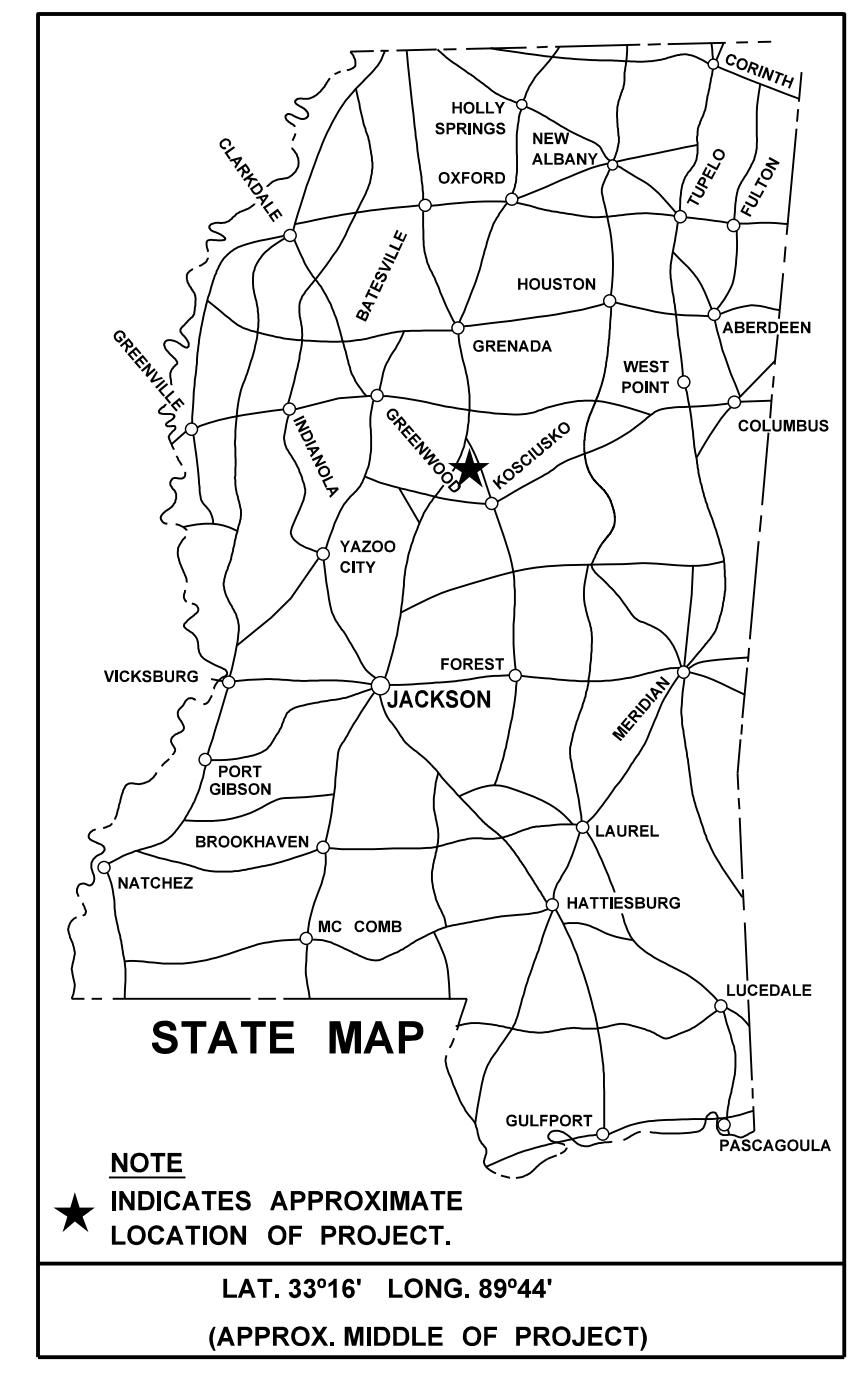 CORINTH
HOLLY
SPRINGS
NEW
ALBANY
CLARKDALE
OXFORD
TUPELO
FULTON
BATESVILLE
HOUSTON
ABERDEEN
GRENADA
GREENVILLE
WEST
POINT
COLUMBUS
INDIANOLA
GREENWOOD
KOSCIUSKO
YAZOO
CITY
VICKSBURG
FOREST
JACKSON
MERIDIAN
PORT
GIBSON
BROOKHAVEN
LAUREL
NATCHEZ
HATTIESBURG
MC COMB
LUCEDALE
STATE MAP
GULFPORT
PASCAGOULA
NOTE
INDICATES APPROXIMATE
LOCATION OF PROJECT.
LAT. 33º16' LONG. 89º44'
(APPROX. MIDDLE OF PROJECT)